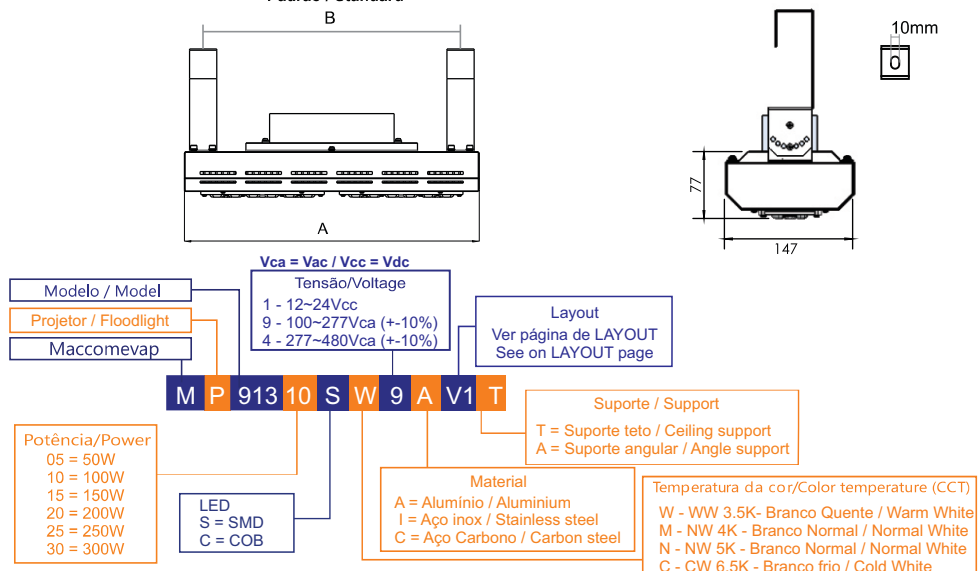 B
10mm
77
A
147
Vca = Vac / Vcc = Vdc
Tensão/Voltage
1 - 12~24Vcc
9 - 100~277Vca (+-10%)
4 - 277~480Vca (+-10%)
Modelo / Model
Projetor / Floodlight
Maccomevap
Layout
Ver página de LAYOUT
See on LAYOUT page
M P 913 10 S W 9 A V1 T
Suporte / Support
T = Suporte teto / Ceiling support
A = Suporte angular / Angle support
Potência/Power
05 = 50W
10 = 100W
15 = 150W
20 = 200W
25 = 250W
30 = 300W
LED
S = SMD
C = COB
Material
A = Alumínio / Aluminium
I = Aço inox / Stainless steel
C = Aço Carbono / Carbon steel
Temperatura da cor/Color temperature (CCT)
W - WW 3.5K- Branco Quente / Warm White
M - NW 4K - Branco Normal / Normal White
N - NW 5K - Branco Normal / Normal White
C - CW 6.5K - Branco frio / Cold White